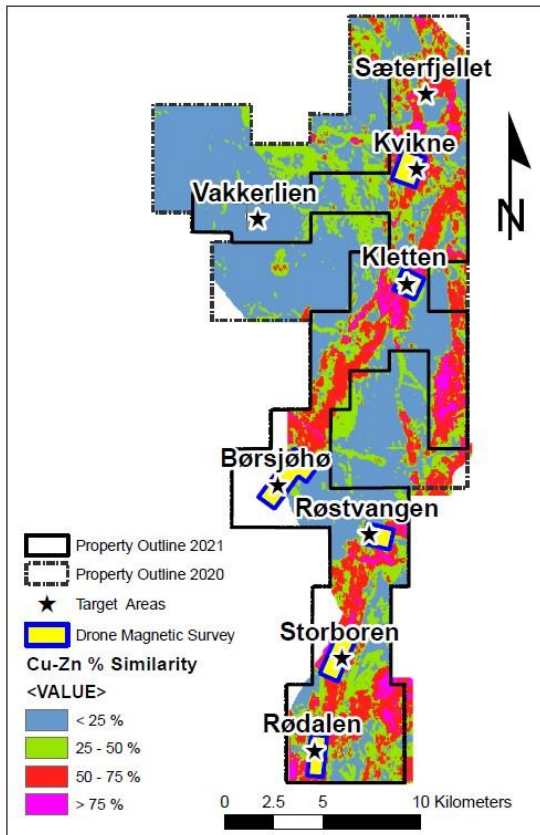 Sæterfjellet
Kvikne
Vakkerlien
N
Kletten
Børsjøhø
Røstvangen
Storboren
Rødalen
Property Outline 2021
Property Outline 2020
Target Areas
Drone Magnetic Survey
Cu-Zn % Similarity
<VALUE>
< 25 %
25 - 50 %
50 - 75 %
> 75 %
0 2.5 5 10 Kilometers